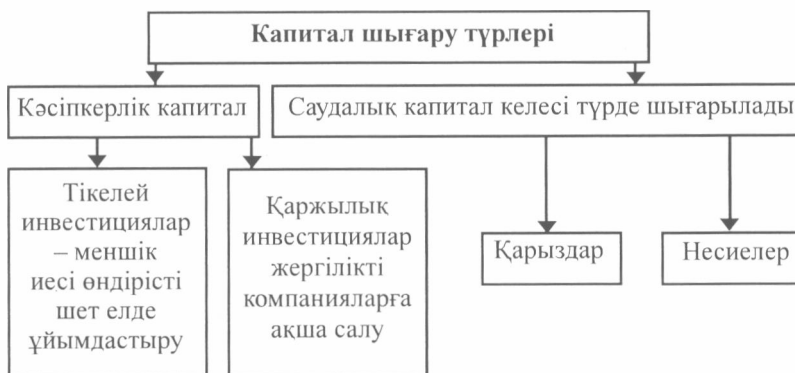 Капитал шығару түрлері
Кәсіпкерлік капитал
Саудалық капитал келесі түрде шығарылады
Тікелей
инвестициялар
– меншік
иесі өндірісті
шет елде
ұйымдастыру
Қаржылық
инвестициялар
жергілікті
компанияларға
ақша салу
Қарыздар
Несиелер